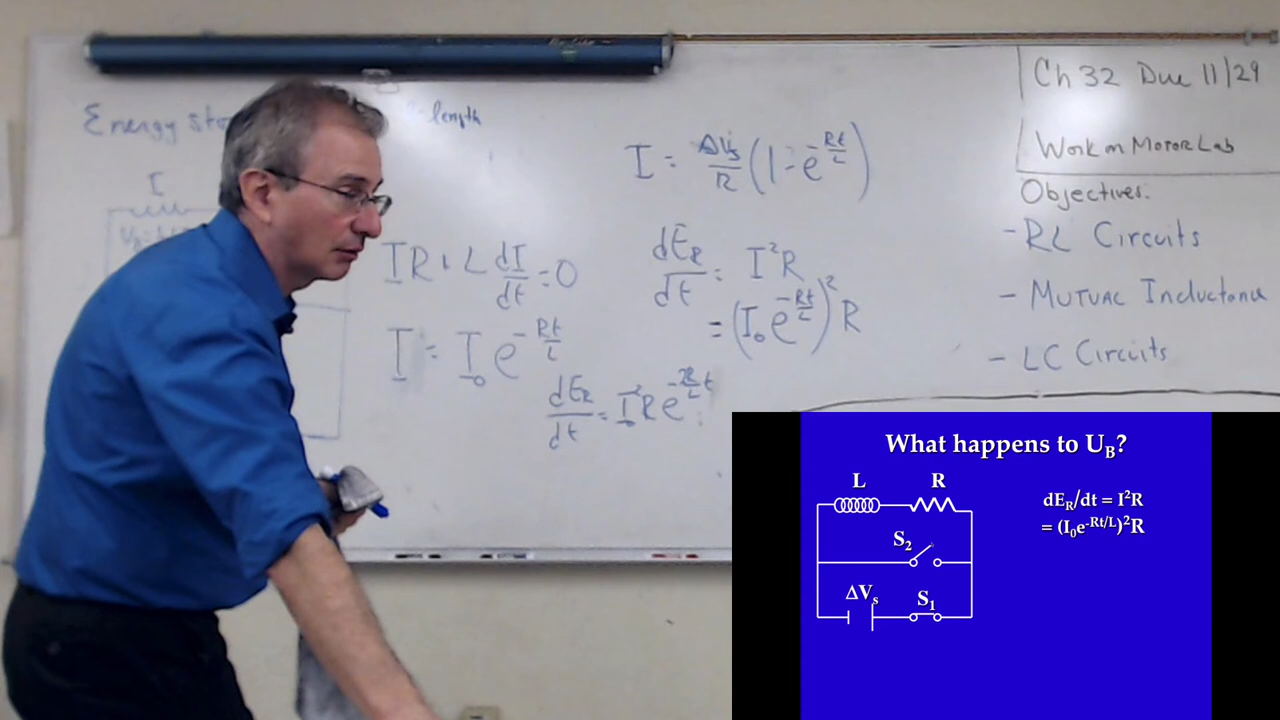 Energy
length
I
I = ΔVs/R (1 - e^-Rt/L)
IR + L dI/dt = 0
I = I₀ e^-Rt/L
dE_R/dt = I²R
= (I₀ e^-Rt/L)² R
dE_R/dt = I₀²R e^-2R/L t
Ch 32 Due 11/29
Work on Motor Lab
Objectives:
- RL Circuits
- Mutual Inductance
- LC Circuits
What happens to U_B?
L R
S₂
ΔVs S₁
dE_R/dt = I²R
= (I₀e^-Rt/L)²R